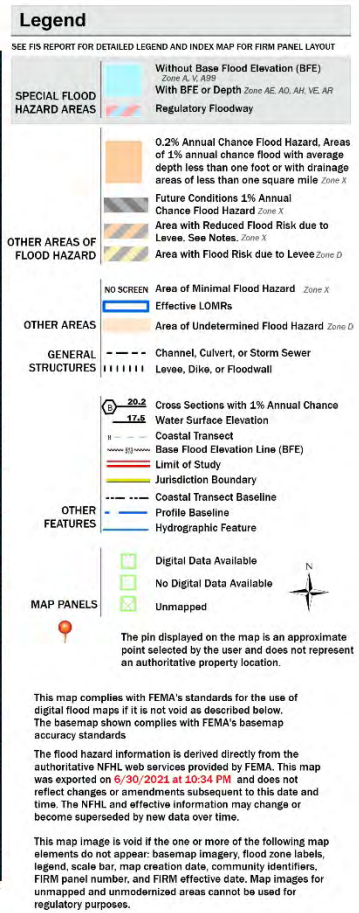 Legend
SEE FIS REPORT FOR DETAILED LEGEND AND INDEX MAP FOR FIRM PANEL LAYOUT
SPECIAL FLOOD
HAZARD AREAS
Without Base Flood Elevation (BFE)
Zone A, V, A99
With BFE or Depth Zone AE, AO, AH, VE, AR
Regulatory Floodway
OTHER AREAS OF
FLOOD HAZARD
0.2% Annual Chance Flood Hazard, Areas
of 1% annual chance flood with average
depth less than one foot or with drainage
areas of less than one square mile Zone X
Future Conditions 1% Annual
Chance Flood Hazard Zone X
Area with Reduced Flood Risk due to
Levee. See Notes. Zone X
Area with Flood Risk due to Levee Zone D
OTHER AREAS
NO SCREEN Area of Minimal Flood Hazard Zone X
Effective LOMRs
Area of Undetermined Flood Hazard Zone D
GENERAL
STRUCTURES
Channel, Culvert, or Storm Sewer
Levee, Dike, or Floodwall
OTHER
FEATURES
B 20.2 Cross Sections with 1% Annual Chance
17.5 Water Surface Elevation
Coastal Transect
Base Flood Elevation Line (BFE)
Limit of Study
Jurisdiction Boundary
Coastal Transect Baseline
Profile Baseline
Hydrographic Feature
MAP PANELS
Digital Data Available
No Digital Data Available
Unmapped
N
The pin displayed on the map is an approximate
point selected by the user and does not represent
an authoritative property location.
This map complies with FEMA's standards for the use of
digital flood maps if it is not void as described below.
The basemap shown complies with FEMA's basemap
accuracy standards
The flood hazard information is derived directly from the
authoritative NFHL web services provided by FEMA. This map
was exported on 6/30/2021 at 10:34 PM and does not
reflect changes or amendments subsequent to this date and
time. The NFHL and effective information may change or
become superseded by new data over time.
This map image is void if the one or more of the following map
elements do not appear: basemap imagery, flood zone labels,
legend, scale bar, map creation date, community identifiers,
FIRM panel number, and FIRM effective date. Map images for
unmapped and unmodernized areas cannot be used for
regulatory purposes.